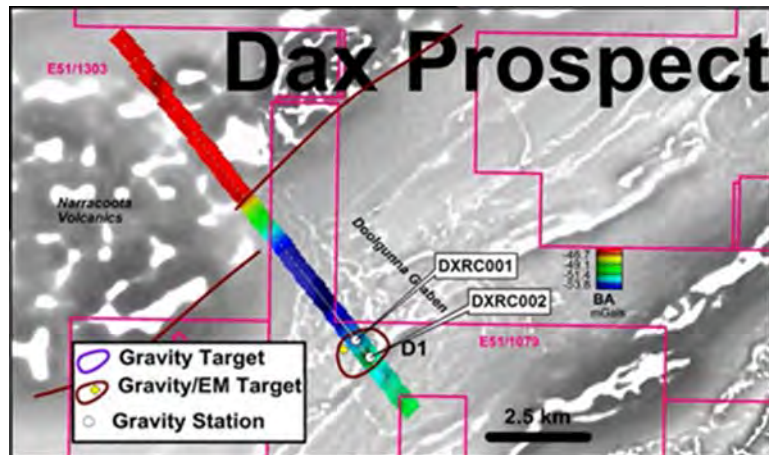 Dax Prospect
E51/1303
Narracoota
Volcanics
Doolgunna Graben
DXRC001
DXRC002
D1
E51/1079
BA
mGals
Gravity Target
Gravity/EM Target
Gravity Station
2.5 km